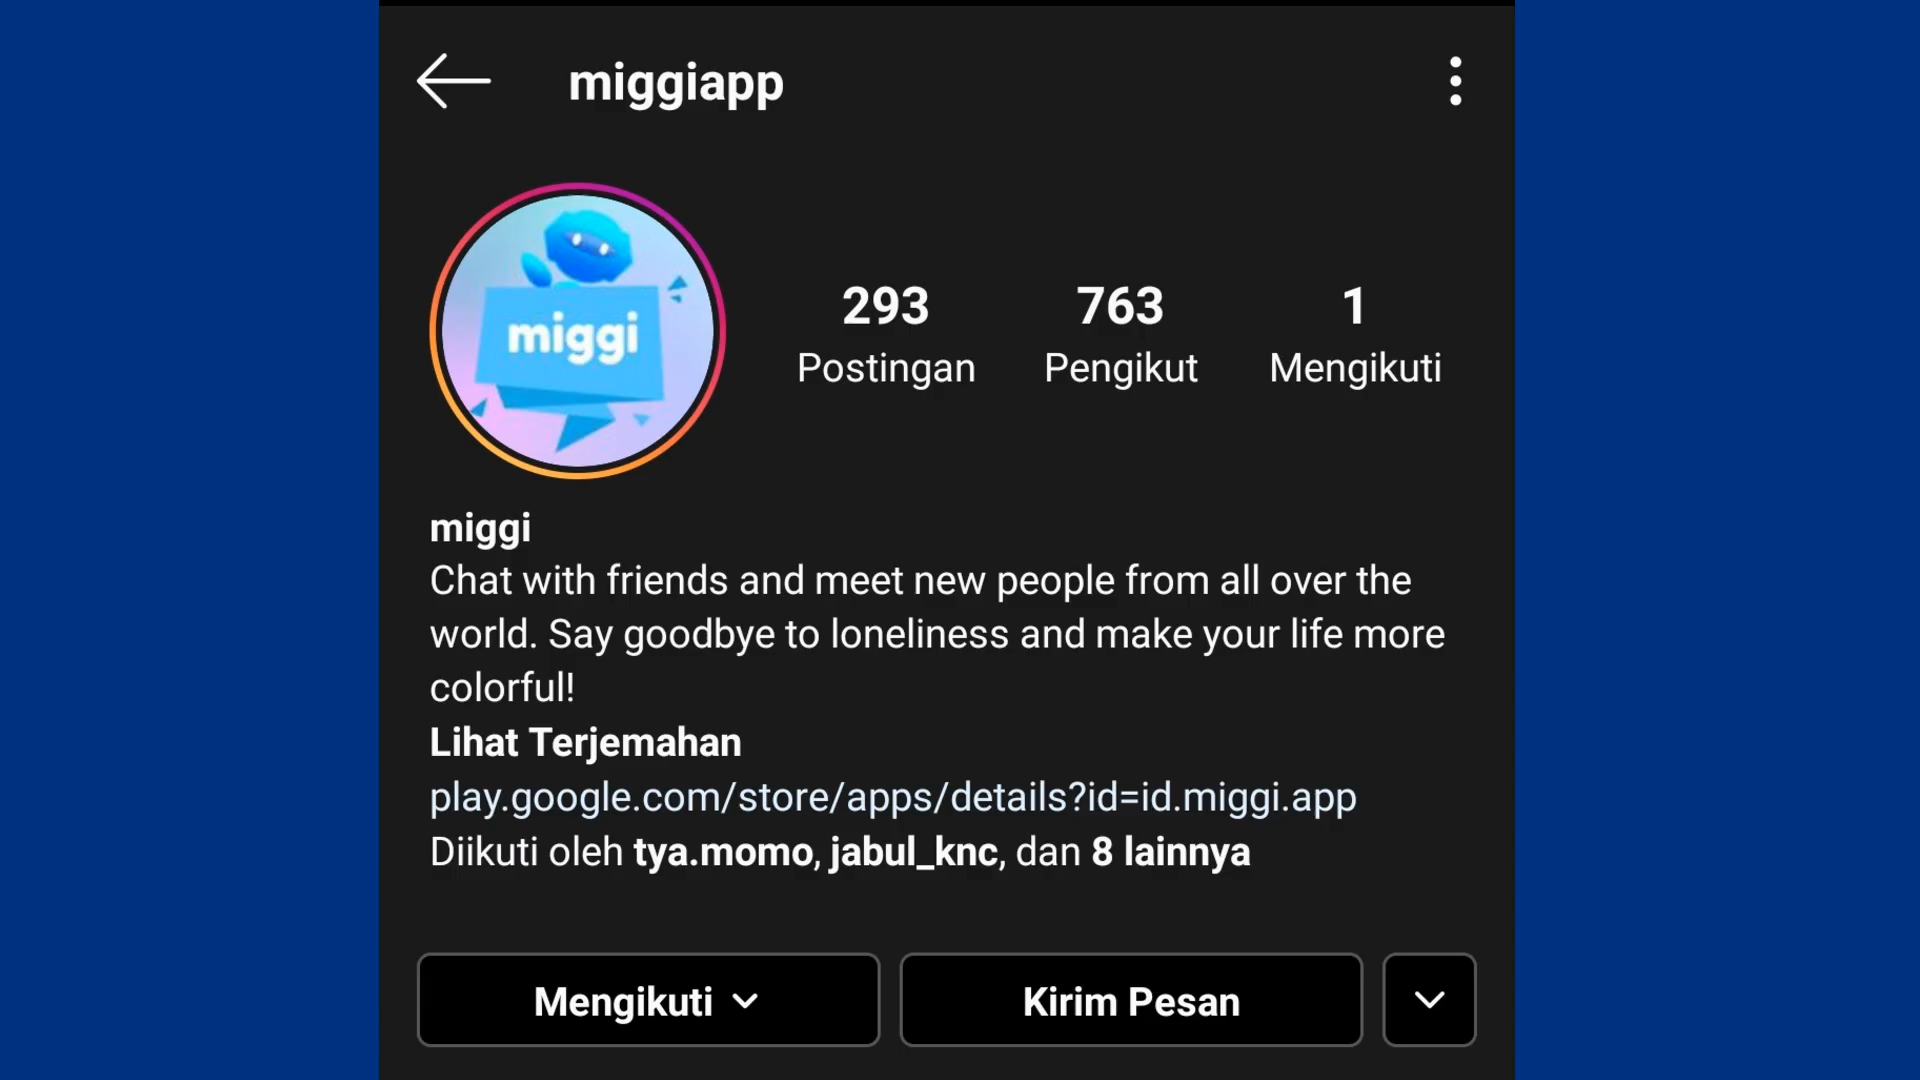 miggiapp
miggi
293
Postingan
763
Pengikut
1
Mengikuti
miggi
Chat with friends and meet new people from all over the
world. Say goodbye to loneliness and make your life more
colorful!
Lihat Terjemahan
play.google.com/store/apps/details?id=id.miggi.app
Diikuti oleh tya.momo, jabul_knc, dan 8 lainnya
Mengikuti
Kirim Pesan